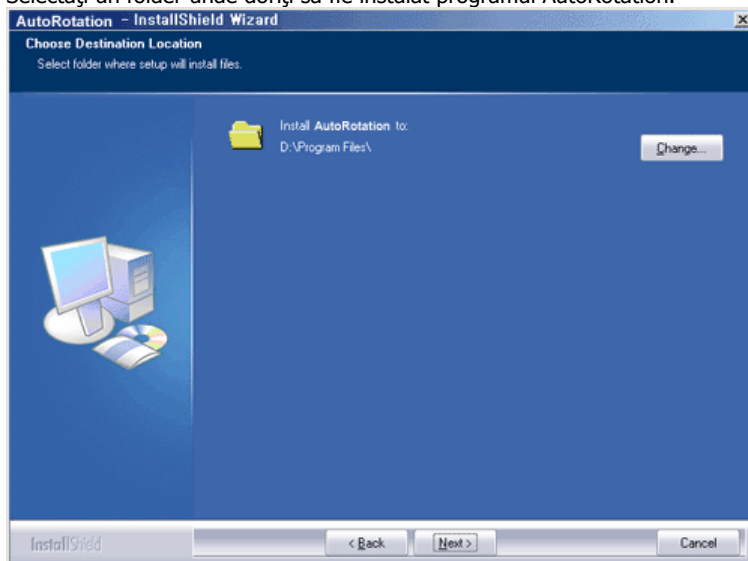 Selectaţi un folder unde doriţi să fie instalat programul AutoRotation.
AutoRotation - InstallShield Wizard
Choose Destination Location
Select folder where setup will install files.
Install AutoRotation to:
D:\Program Files\
Change...
InstallShield
< Back
Next >
Cancel